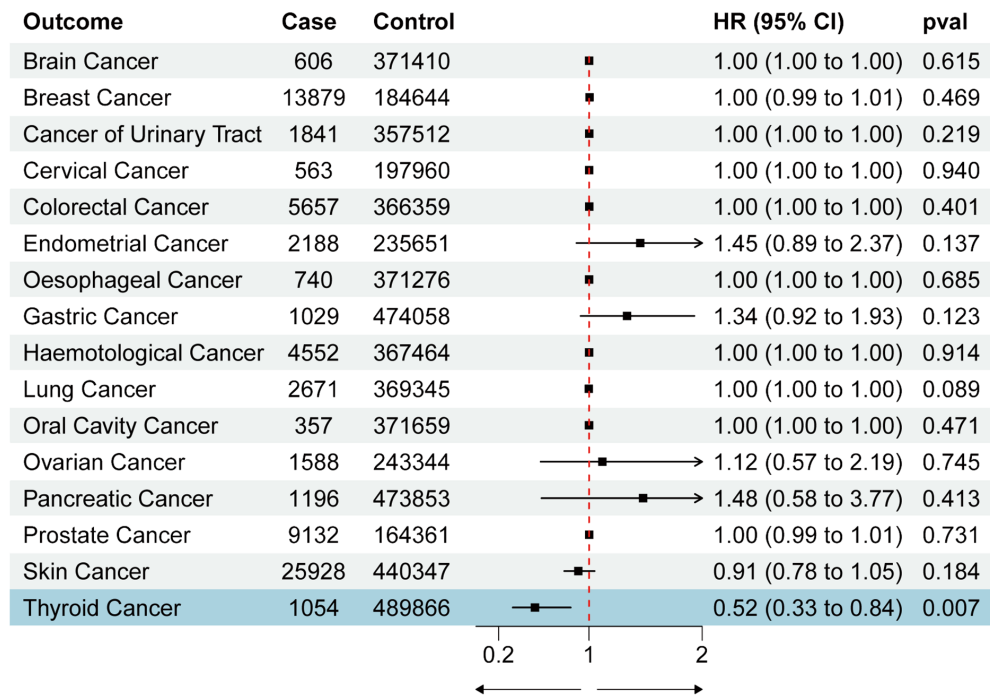 Outcome Case Control HR (95% CI) pval
Brain Cancer 606 371410 1.00 (1.00 to 1.00) 0.615
Breast Cancer 13879 184644 1.00 (0.99 to 1.01) 0.469
Cancer of Urinary Tract 1841 357512 1.00 (1.00 to 1.00) 0.219
Cervical Cancer 563 197960 1.00 (1.00 to 1.00) 0.940
Colorectal Cancer 5657 366359 1.00 (1.00 to 1.00) 0.401
Endometrial Cancer 2188 235651 1.45 (0.89 to 2.37) 0.137
Oesophageal Cancer 740 371276 1.00 (1.00 to 1.00) 0.685
Gastric Cancer 1029 474058 1.34 (0.92 to 1.93) 0.123
Haemotological Cancer 4552 367464 1.00 (1.00 to 1.00) 0.914
Lung Cancer 2671 369345 1.00 (1.00 to 1.00) 0.089
Oral Cavity Cancer 357 371659 1.00 (1.00 to 1.00) 0.471
Ovarian Cancer 1588 243344 1.12 (0.57 to 2.19) 0.745
Pancreatic Cancer 1196 473853 1.48 (0.58 to 3.77) 0.413
Prostate Cancer 9132 164361 1.00 (0.99 to 1.01) 0.731
Skin Cancer 25928 440347 0.91 (0.78 to 1.05) 0.184
Thyroid Cancer 1054 489866 0.52 (0.33 to 0.84) 0.007
0.2 1 2